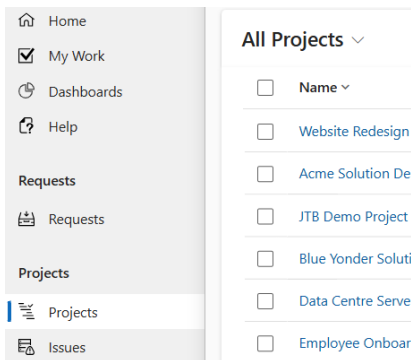 Home
My Work
Dashboards
Help
Requests
Requests
Projects
Projects
Issues
All Projects
Name
Website Redesign
Acme Solution De
JTB Demo Project
Blue Yonder Soluti
Data Centre Serve
Employee Onboar